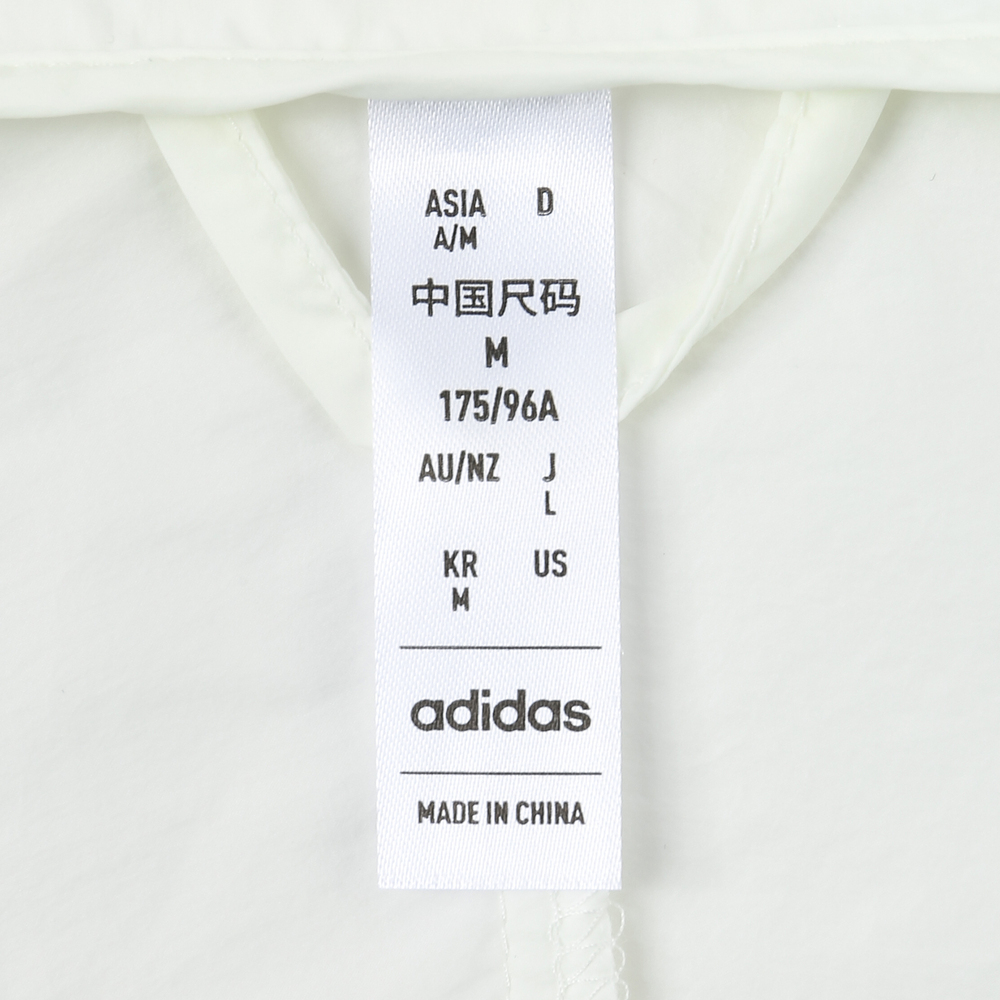 ASIA D
A/M
中国尺码
M
175/96A
AU/NZ J
L
KR US
M
adidas
MADE IN CHINA